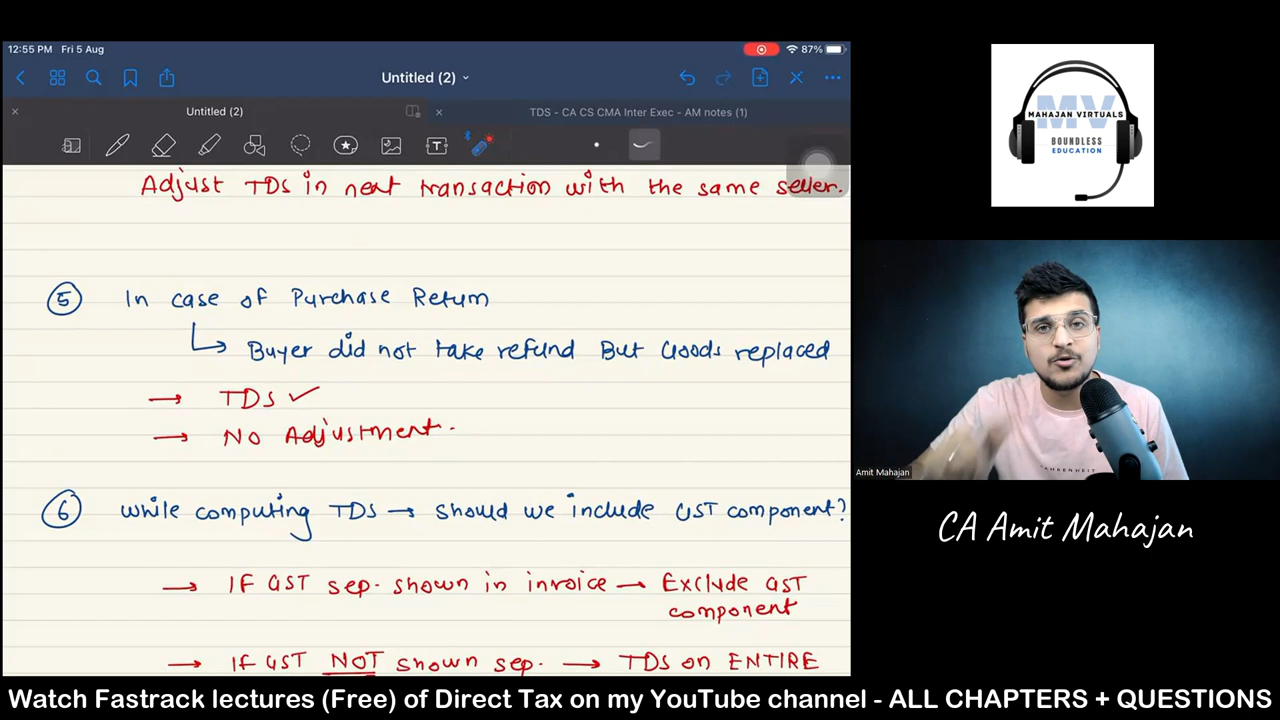 12:55 PM Fri 5 Aug
87%
Untitled (2)
Untitled (2)
TDS - CA CS CMA Inter Exec - AM notes (1)
Adjust TDS in next transaction with the same seller.
5 In case of Purchase Return
Buyer did not take refund But Goods replaced
→ TDS ✓
→ No Adjustment.
6 while computing TDS → should we include GST component?
→ If GST sep. shown in invoice → Exclude GST
component
→ If GST NOT shown sep. → TDS on ENTIRE
MV
MAHAJAN VIRTUALS
BOUNDLESS
EDUCATION
FAHRENHEIT
Amit Mahajan
CA Amit Mahajan
Watch Fastrack lectures (Free) of Direct Tax on my YouTube channel - ALL CHAPTERS + QUESTIONS